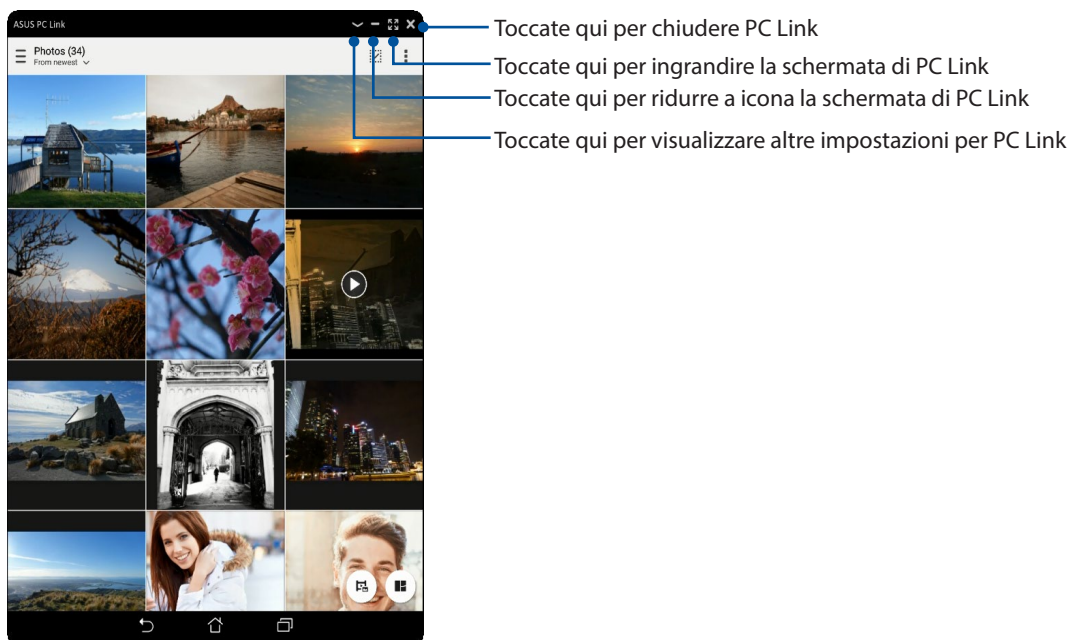 ASUS PC Link
Photos (34)
From newest
Toccate qui per chiudere PC Link
Toccate qui per ingrandire la schermata di PC Link
Toccate qui per ridurre a icona la schermata di PC Link
Toccate qui per visualizzare altre impostazioni per PC Link